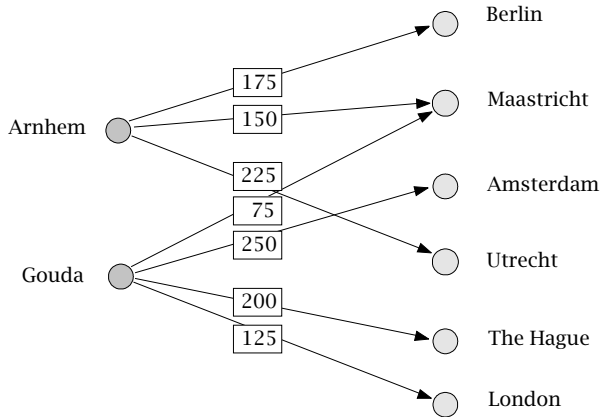 Berlin
175
Maastricht
150
Arnhem
225
Amsterdam
75
250
Utrecht
Gouda
200
The Hague
125
London